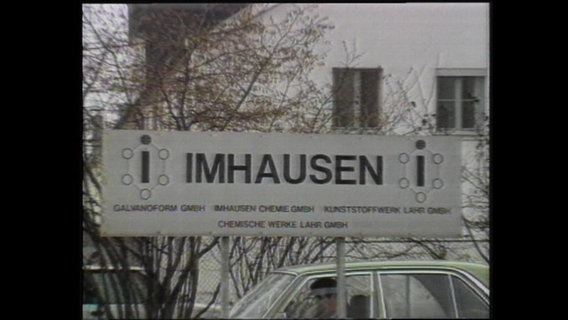 i IMHAUSEN i
GALVANOFORM GMBH IMHAUSEN CHEMIE GMBH KUNSTSTOFFWERK LAHR GMBH
CHEMISCHE WERKE LAHR GMBH